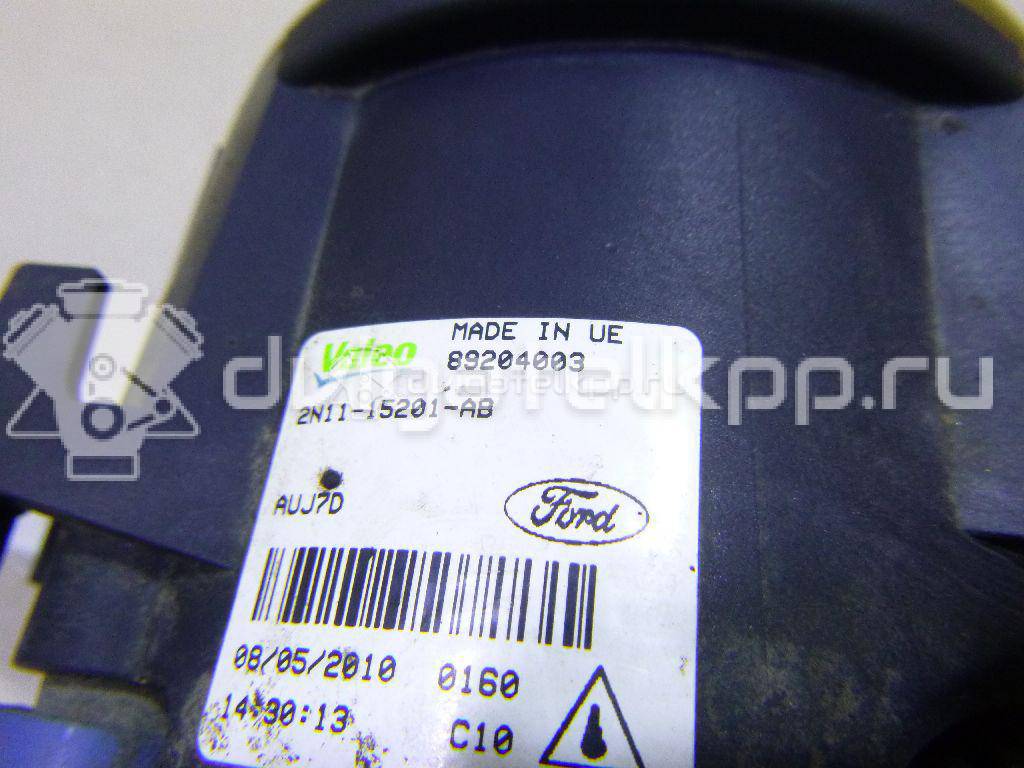 MADE IN UE
Valeo
89204003
2N11-15201-AB
AUJ7D
Ford
08/05/2010 0160
14:30:13 C10
dvigatelkpp.ru